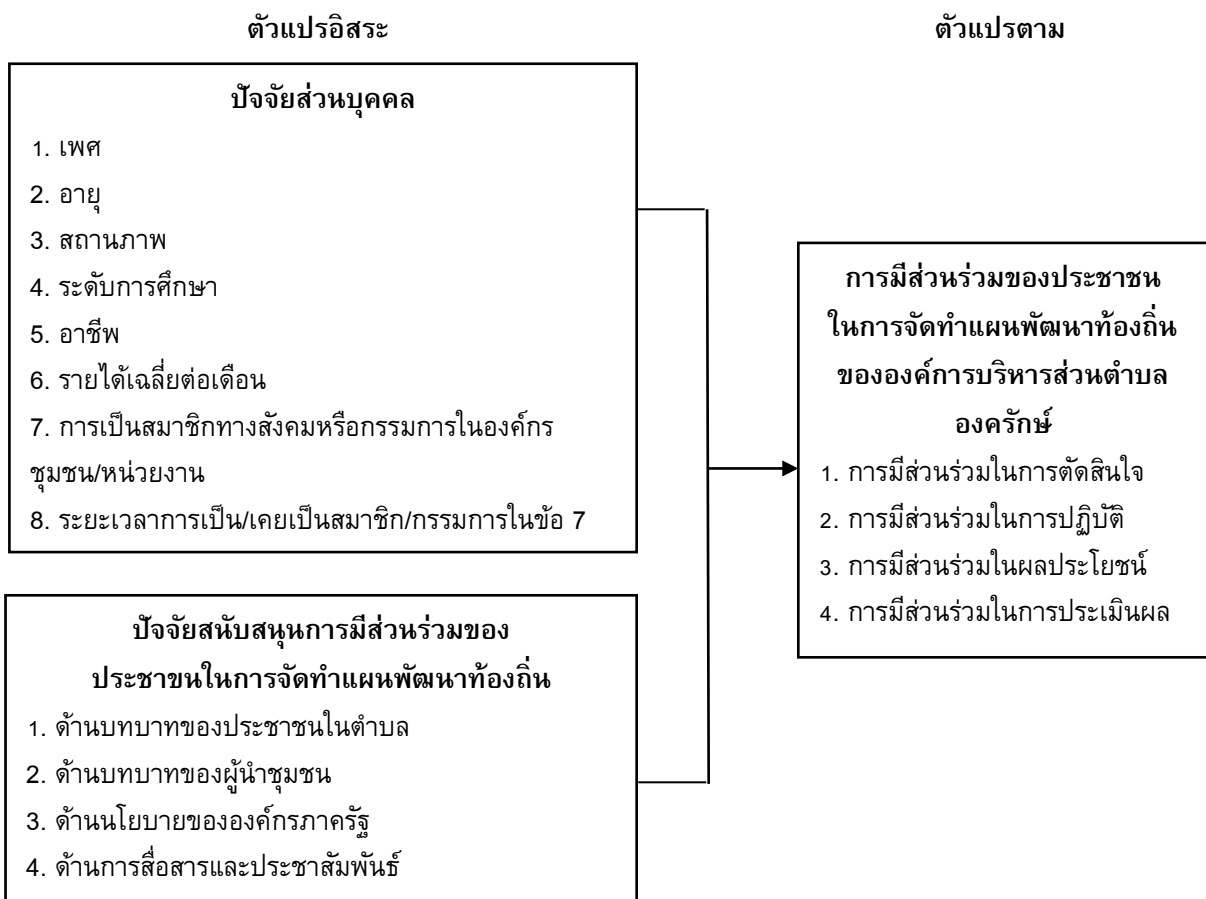 ตัวแปรอิสระ
ตัวแปรตาม
ปัจจัยส่วนบุคคล
1. เพศ
2. อายุ
3. สถานภาพ
4. ระดับการศึกษา
5. อาชีพ
6. รายได้เฉลี่ยต่อเดือน
7. การเป็นสมาชิกทางสังคมหรือกรรมการในองค์กร
ชุมชน/หน่วยงาน
8. ระยะเวลาการเป็น/เคยเป็นสมาชิก/กรรมการในข้อ 7
ปัจจัยสนับสนุนการมีส่วนร่วมของ
ประชาขนในการจัดทำแผนพัฒนาท้องถิ่น
1. ด้านบทบาทของประชาชนในตำบล
2. ด้านบทบาทของผู้นำชุมชน
3. ด้านนโยบายขององค์กรภาครัฐ
4. ด้านการสื่อสารและประชาสัมพันธ์
การมีส่วนร่วมของประชาชน
ในการจัดทำแผนพัฒนาท้องถิ่น
ขององค์การบริหารส่วนตำบล
องครักษ์
1. การมีส่วนร่วมในการตัดสินใจ
2. การมีส่วนร่วมในการปฏิบัติ
3. การมีส่วนร่วมในผลประโยชน์
4. การมีส่วนร่วมในการประเมินผล